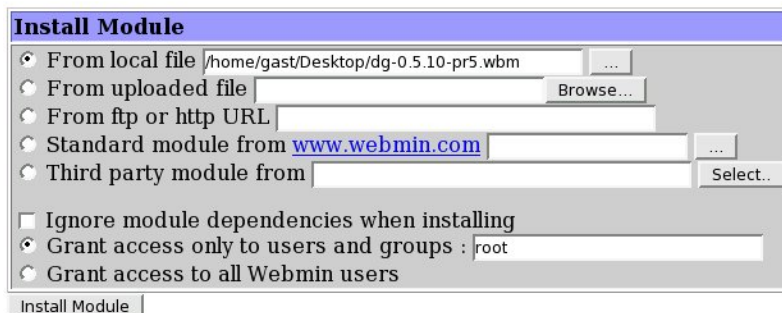 Install Module
From local file /home/gast/Desktop/dg-0.5.10-pr5.wbm ...
From uploaded file Browse...
From ftp or http URL
Standard module from www.webmin.com ...
Third party module from Select..
Ignore module dependencies when installing
Grant access only to users and groups : root
Grant access to all Webmin users
Install Module